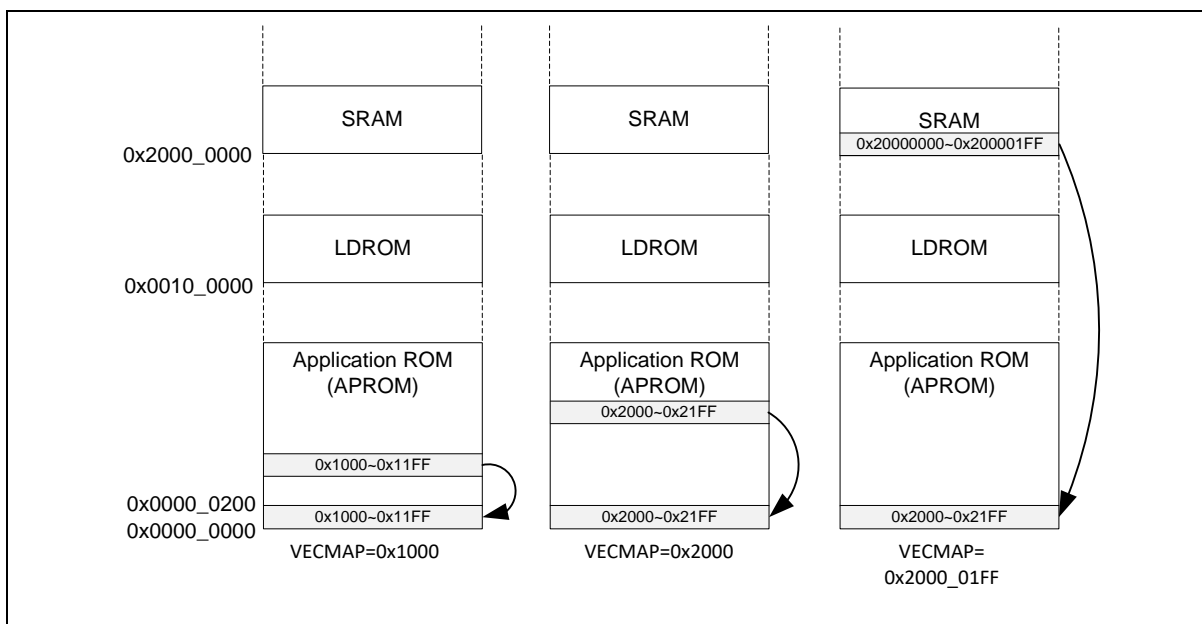 SRAM
SRAM
SRAM
0x20000000~0x200001FF
0x2000_0000
LDROM
LDROM
LDROM
0x0010_0000
Application ROM
(APROM)
Application ROM
(APROM)
Application ROM
(APROM)
0x2000~0x21FF
0x1000~0x11FF
0x0000_0200
0x0000_0000
0x1000~0x11FF
0x2000~0x21FF
0x2000~0x21FF
VECMAP=0x1000
VECMAP=0x2000
VECMAP=
0x2000_01FF